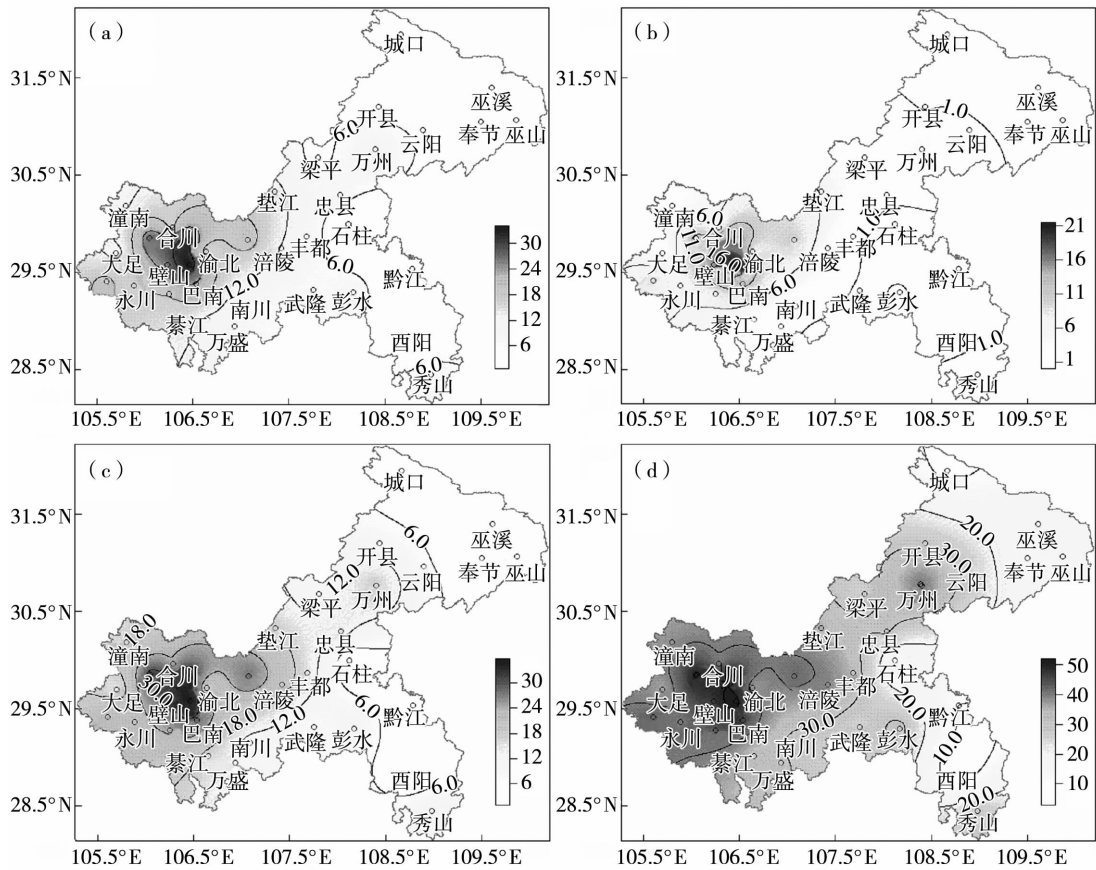 (a)
城口
31.5°N
巫溪
开县
6.0
奉节
巫山
云阳
梁平
万州
30.5°N
垫江
忠县
潼南
合川
石柱
丰都
大足
渝北
涪陵
6.0
29.5°N
璧山
黔江
12.0
永川
巴南
武隆
彭水
南川
綦江
万盛
酉阳
28.5°N
6.0
秀山
30
24
18
12
6
105.5°E
106.5°E
107.5°E
108.5°E
109.5°E
(b)
城口
31.5°N
巫溪
1.0
开县
奉节
巫山
云阳
梁平
万州
30.5°N
垫江
忠县
潼南
6.0
合川
1.0
石柱
11.0
丰都
大足
16.0
渝北
涪陵
29.5°N
璧山
黔江
6.0
永川
巴南
武隆
彭水
南川
綦江
万盛
酉阳
1.0
28.5°N
秀山
21
16
11
6
1
105.5°E
106.5°E
107.5°E
108.5°E
109.5°E
(c)
城口
31.5°N
6.0
巫溪
开县
奉节
巫山
12.0
云阳
梁平
万州
30.5°N
18.0
垫江
忠县
潼南
合川
石柱
30.0
丰都
大足
渝北
涪陵
6.0
29.5°N
璧山
18.0
12.0
黔江
永川
巴南
武隆
彭水
南川
綦江
万盛
酉阳
6.0
28.5°N
秀山
30
24
18
12
6
105.5°E
106.5°E
107.5°E
108.5°E
109.5°E
(d)
城口
31.5°N
20.0
巫溪
开县
30.0
奉节
巫山
云阳
梁平
万州
30.5°N
垫江
忠县
潼南
合川
石柱
丰都
大足
渝北
涪陵
20.0
29.5°N
璧山
30.0
黔江
永川
巴南
武隆
彭水
南川
10.0
綦江
万盛
酉阳
28.5°N
20.0
秀山
50
40
30
20
10
105.5°E
106.5°E
107.5°E
108.5°E
109.5°E